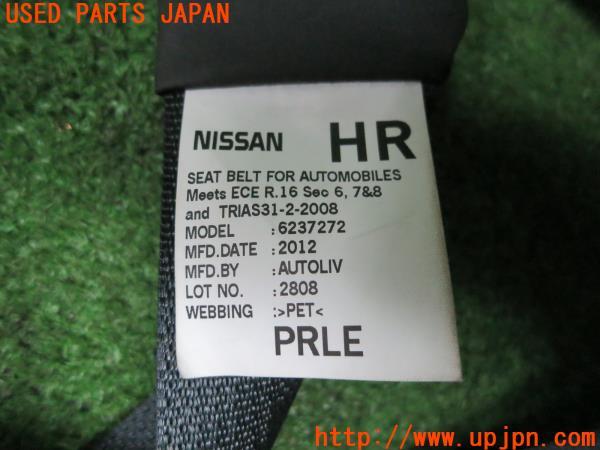 USED PARTS JAPAN
NISSAN HR
SEAT BELT FOR AUTOMOBILES
Meets ECE R.16 Sec 6, 7&8
and TRIAS31-2-2008
MODEL :6237272
MFD.DATE :2012
MFD.BY :AUTOLIV
LOT NO. :2808
WEBBING :>PET<
PRLE
http://www.upjpn.com/